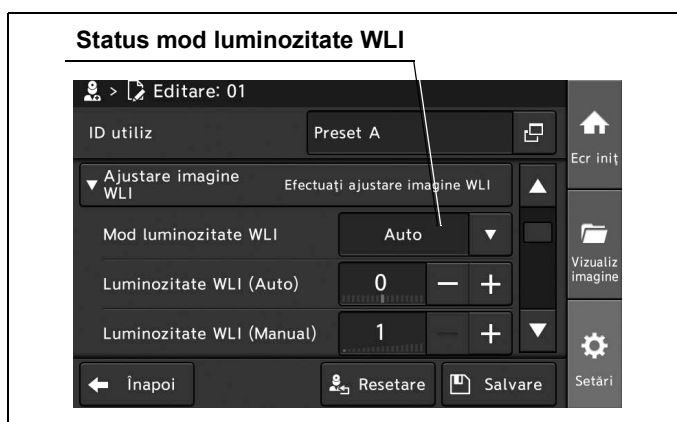 Status mod luminozitate WLI
> Editare: 01
ID utiliz Preset A
Ecr iniț
Ajustare imagine
WLI
Efectuați ajustare imagine WLI
Mod luminozitate WLI Auto
Vizualiz
imagine
Luminozitate WLI (Auto) 0 − +
Luminozitate WLI (Manual) 1 − +
Înapoi Resetare Salvare
Setări